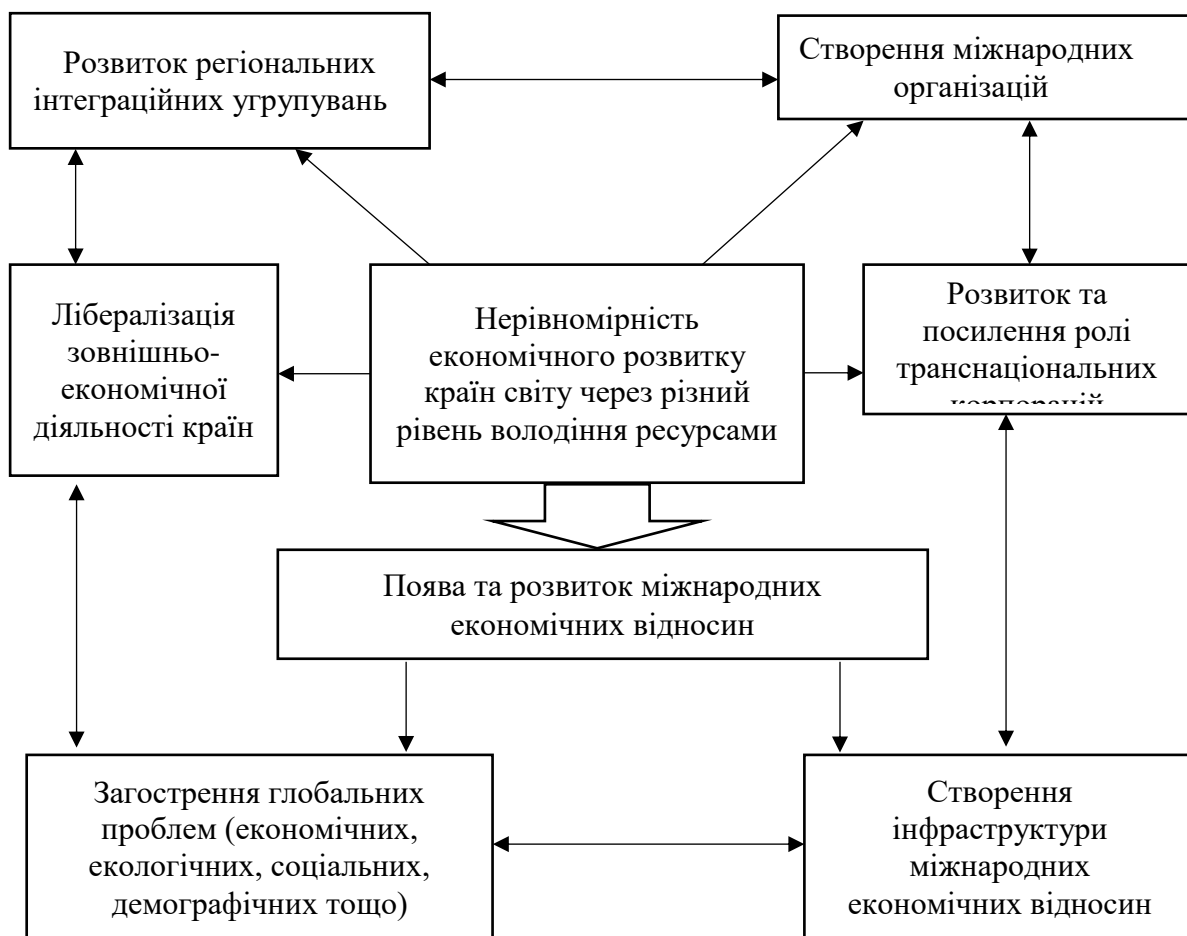 Розвиток регіональних
інтеграційних угрупувань
Створення міжнародних
організацій
Лібералізація
зовнішньо-
економічної
діяльності країн
Нерівномірність
економічного розвитку
країн світу через різний
рівень володіння ресурсами
Розвиток та
посилення ролі
транснаціональних
корпорацій
Поява та розвиток міжнародних
економічних відносин
Загострення глобальних
проблем (економічних,
екологічних, соціальних,
демографічних тощо)
Створення
інфраструктури
міжнародних
економічних відносин